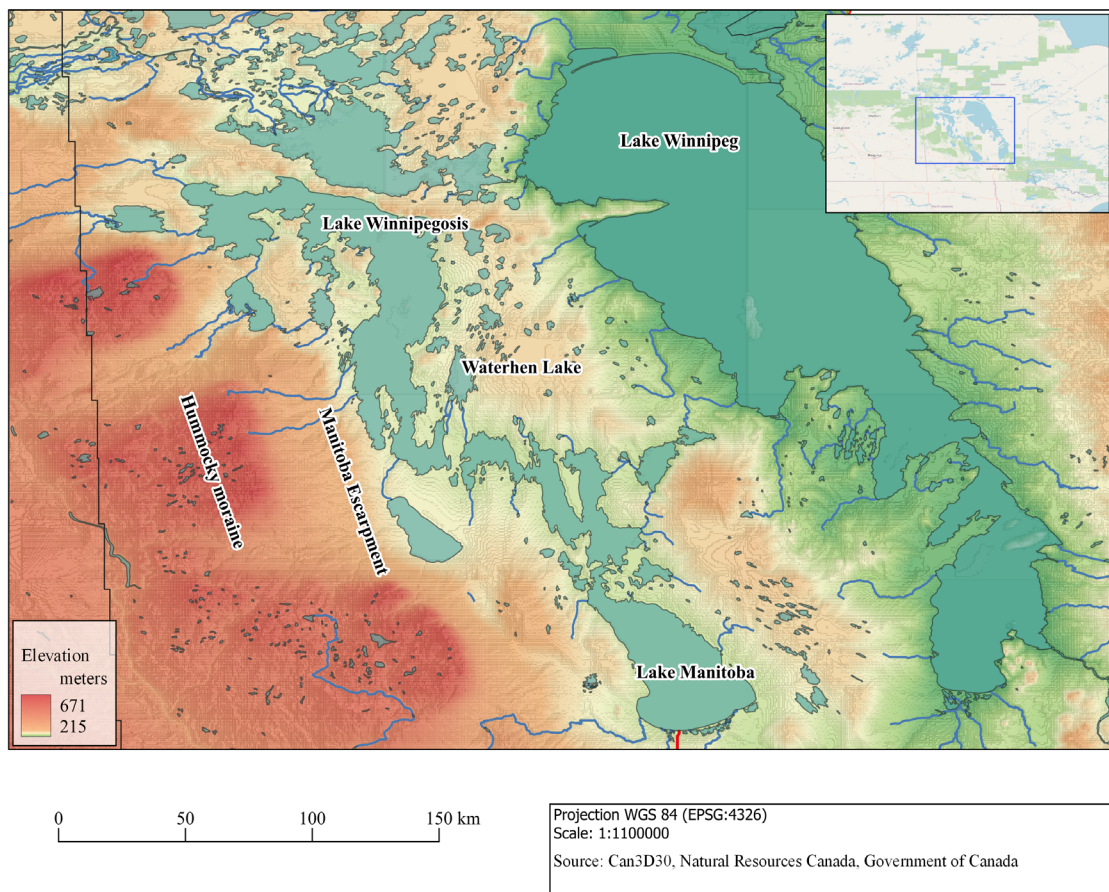 Lake Winnipeg
Lake Winnipegosis
Waterhen Lake
Hummocky moraine
Manitoba Escarpment
Lake Manitoba
Elevation
meters
671
215
0 50 100 150 km
Projection WGS 84 (EPSG:4326)
Scale: 1:1100000
Source: Can3D30, Natural Resources Canada, Government of Canada